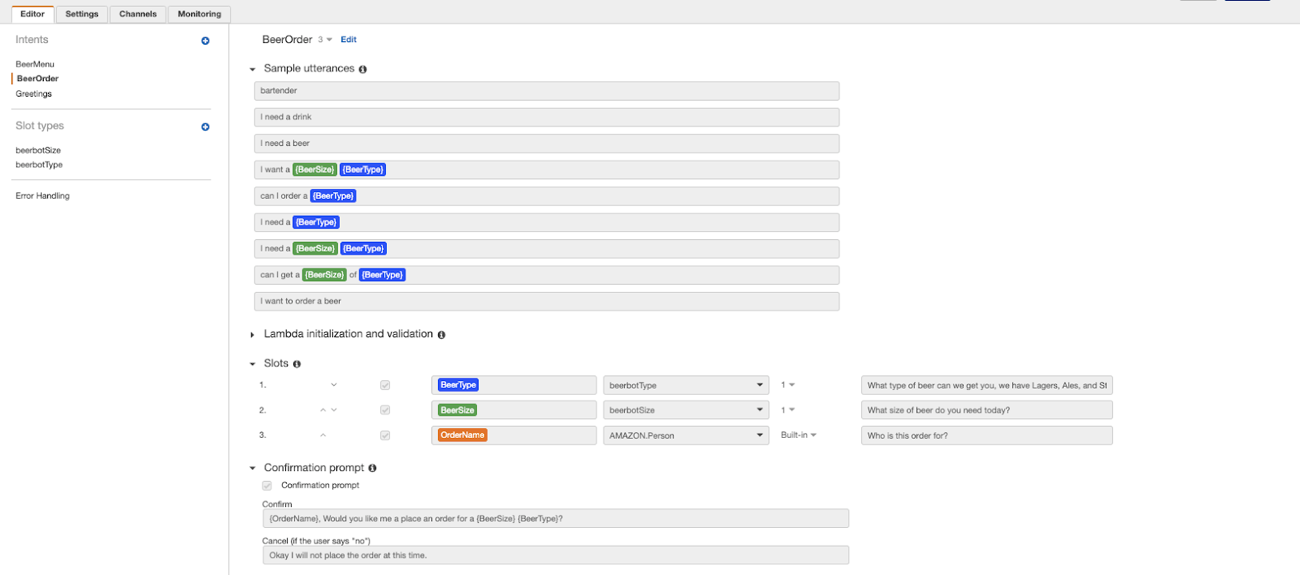 Editor Settings Channels Monitoring
Intents
BeerMenu
BeerOrder
Greetings
Slot types
beerbotSize
beerbotType
Error Handling
BeerOrder 3 Edit
Sample utterances
bartender
I need a drink
I need a beer
I want a {BeerSize} {BeerType}
can I order a {BeerType}
I need a {BeerType}
I need a {BeerSize} {BeerType}
can I get a {BeerSize} of {BeerType}
I want to order a beer
Lambda initialization and validation
Slots
1. BeerType beerbotType 1 What type of beer can we get you, we have Lagers, Ales, and St
2. BeerSize beerbotSize 1 What size of beer do you need today?
3. OrderName AMAZON.Person Built-in Who is this order for?
Confirmation prompt
Confirmation prompt
Confirm
{OrderName}, Would you like me a place an order for a {BeerSize} {BeerType}?
Cancel (if the user says "no")
Okay I will not place the order at this time.